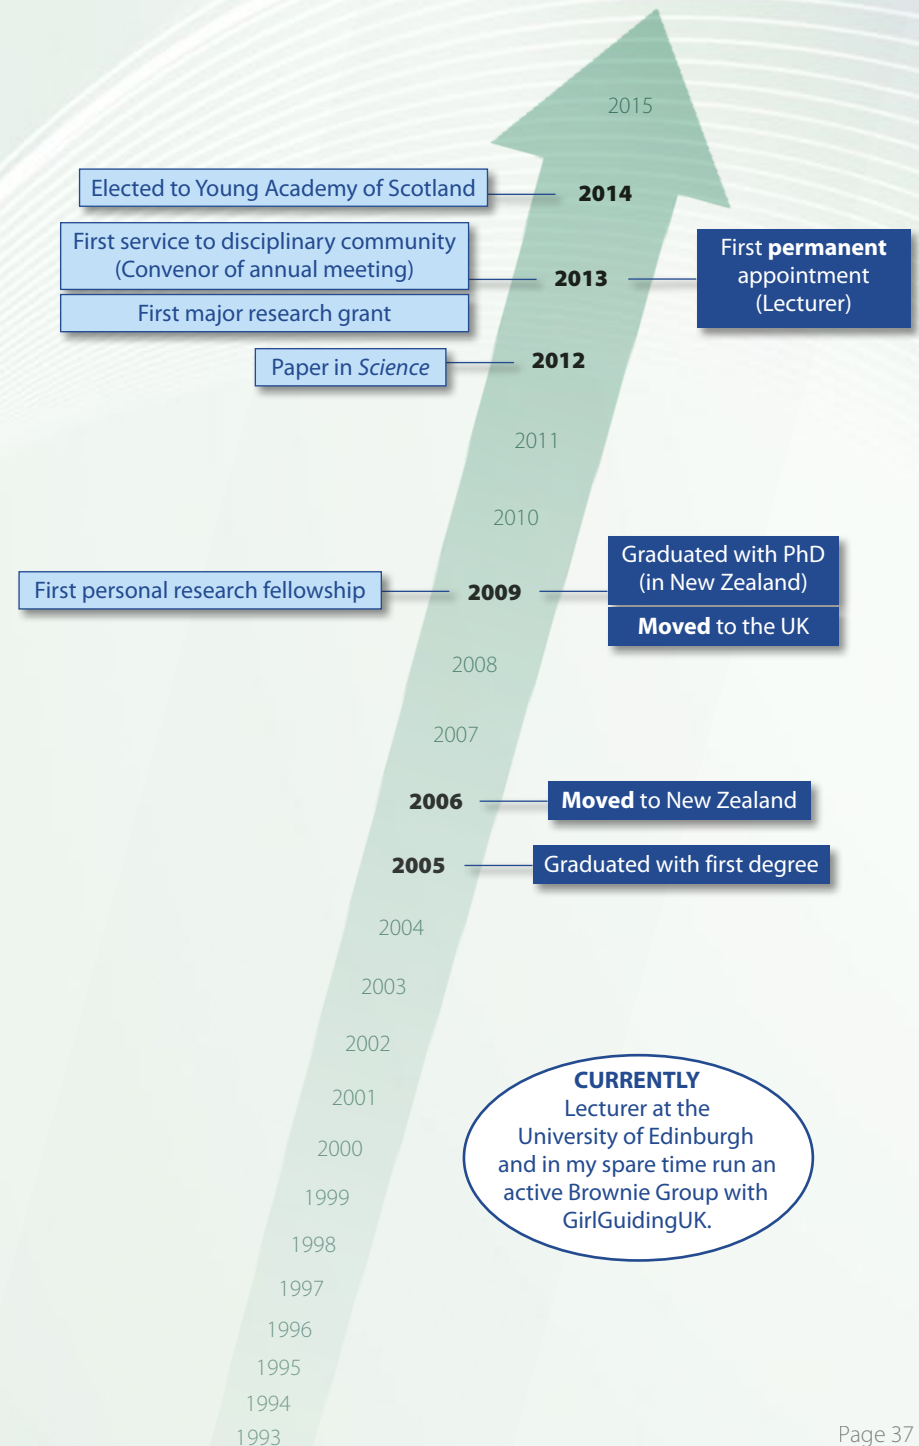 2015
Elected to Young Academy of Scotland
2014
First service to disciplinary community
(Convenor of annual meeting)
First major research grant
2013
First permanent
appointment
(Lecturer)
Paper in Science
2012
2011
2010
First personal research fellowship
2009
Graduated with PhD
(in New Zealand)
Moved to the UK
2008
2007
2006
Moved to New Zealand
2005
Graduated with first degree
2004
2003
2002
2001
2000
1999
1998
1997
1996
1995
1994
1993
CURRENTLY
Lecturer at the
University of Edinburgh
and in my spare time run an
active Brownie Group with
GirlGuidingUK.
Page 37